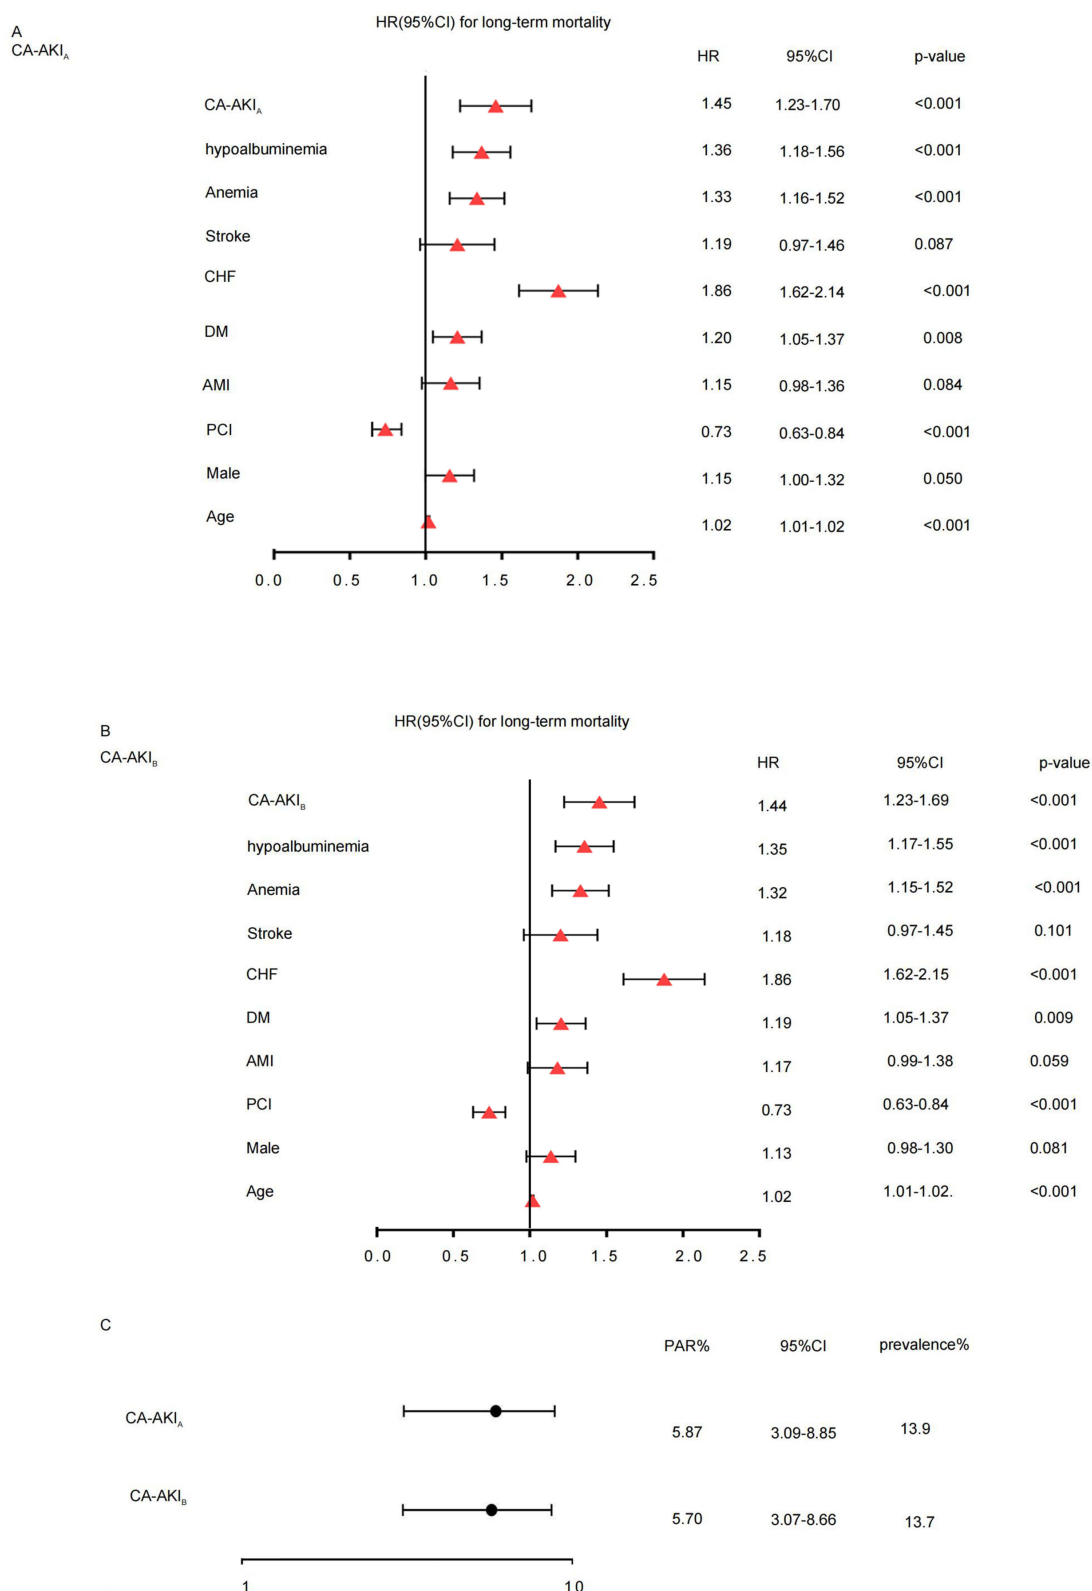 HR(95%CI) for long-term mortality
A
CA-AKIA
HR 95%CI p-value
CA-AKIA 1.45 1.23-1.70 <0.001
hypoalbuminemia 1.36 1.18-1.56 <0.001
Anemia 1.33 1.16-1.52 <0.001
Stroke 1.19 0.97-1.46 0.087
CHF 1.86 1.62-2.14 <0.001
DM 1.20 1.05-1.37 0.008
AMI 1.15 0.98-1.36 0.084
PCI 0.73 0.63-0.84 <0.001
Male 1.15 1.00-1.32 0.050
Age 1.02 1.01-1.02 <0.001
0.0 0.5 1.0 1.5 2.0 2.5
HR(95%CI) for long-term mortality
B
CA-AKIB
HR 95%CI p-value
CA-AKIB 1.44 1.23-1.69 <0.001
hypoalbuminemia 1.35 1.17-1.55 <0.001
Anemia 1.32 1.15-1.52 <0.001
Stroke 1.18 0.97-1.45 0.101
CHF 1.86 1.62-2.15 <0.001
DM 1.19 1.05-1.37 0.009
AMI 1.17 0.99-1.38 0.059
PCI 0.73 0.63-0.84 <0.001
Male 1.13 0.98-1.30 0.081
Age 1.02 1.01-1.02. <0.001
0.0 0.5 1.0 1.5 2.0 2.5
C
PAR% 95%CI prevalence%
CA-AKIA 5.87 3.09-8.85 13.9
CA-AKIB 5.70 3.07-8.66 13.7
1 10